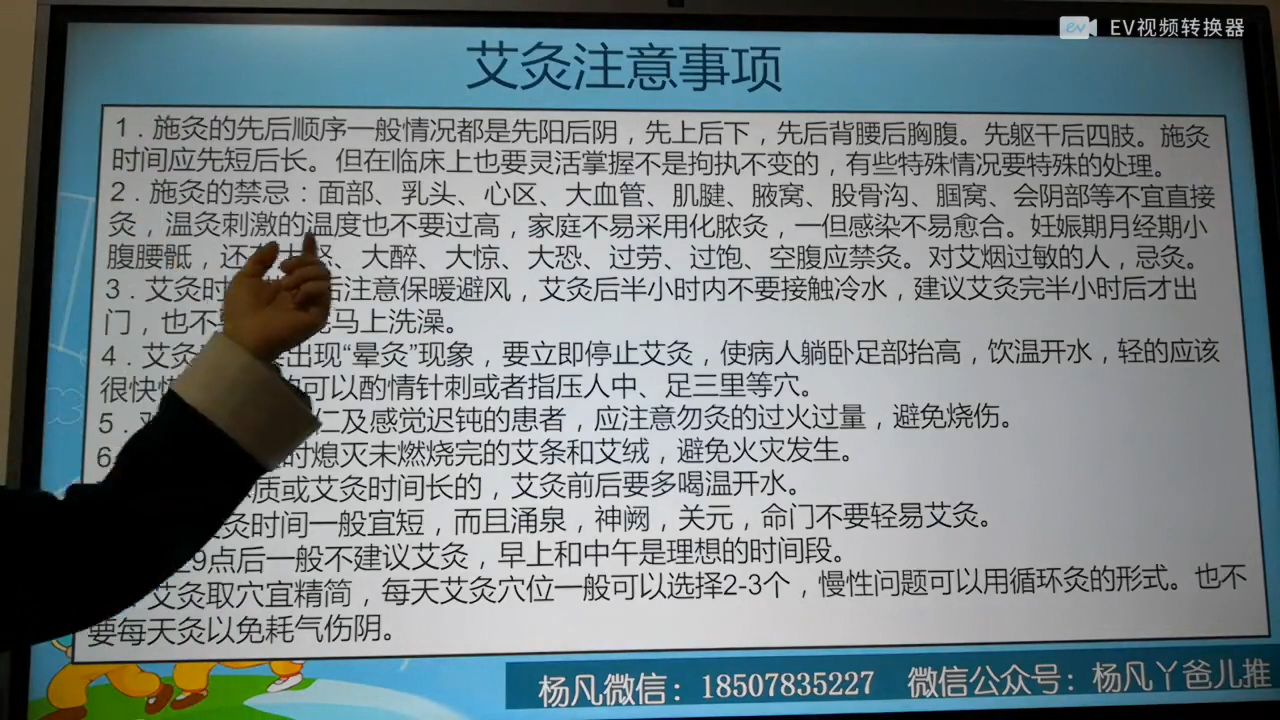 EV视频转换器
艾灸注意事项
1．施灸的先后顺序一般情况都是先阳后阴，先上后下，先后背腰后胸腹。先躯干后四肢。施灸
时间应先短后长。但在临床上也要灵活掌握不是拘执不变的，有些特殊情况要特殊的处理。
2．施灸的禁忌：面部、乳头、心区、大血管、肌腱、腋窝、股骨沟、腘窝、会阴部等不宜直接
灸，温灸刺激的温度也不要过高，家庭不易采用化脓灸，一但感染不易愈合。妊娠期月经期小
腹腰骶，还 、大醉、大惊、大恐、过劳、过饱、空腹应禁灸。对艾烟过敏的人，忌灸。
3．艾灸时 后注意保暖避风，艾灸后半小时内不要接触冷水，建议艾灸完半小时后才出
门，也不 马上洗澡。
4．艾灸 出现“晕灸”现象，要立即停止艾灸，使病人躺卧足部抬高，饮温开水，轻的应该
很快 可以酌情针刺或者指压人中、足三里等穴。
5． 仁及感觉迟钝的患者，应注意勿灸的过火过量，避免烧伤。
6 时熄灭未燃烧完的艾条和艾绒，避免火灾发生。
质或艾灸时间长的，艾灸前后要多喝温开水。
灸时间一般宜短，而且涌泉，神阙，关元，命门不要轻易艾灸。
9点后一般不建议艾灸，早上和中午是理想的时间段。
艾灸取穴宜精简，每天艾灸穴位一般可以选择2-3个，慢性问题可以用循环灸的形式。也不
要每天灸以免耗气伤阴。
杨凡微信：18507835227 微信公众号：杨凡丫爸儿推